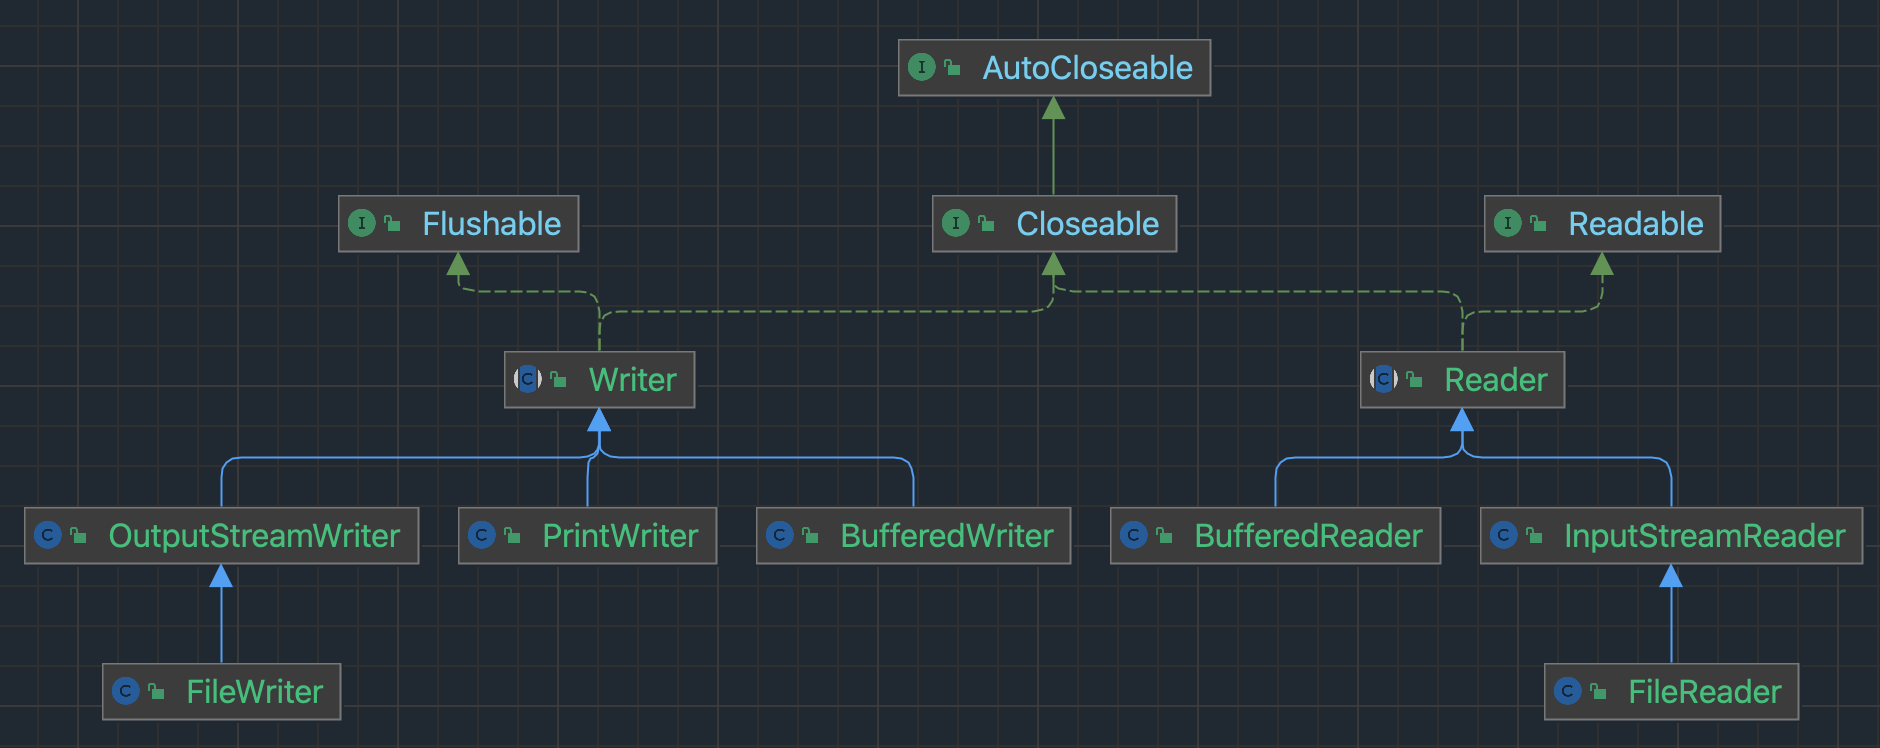 AutoCloseable
Flushable
Closeable
Readable
Writer
Reader
OutputStreamWriter
PrintWriter
BufferedWriter
BufferedReader
InputStreamReader
FileWriter
FileReader